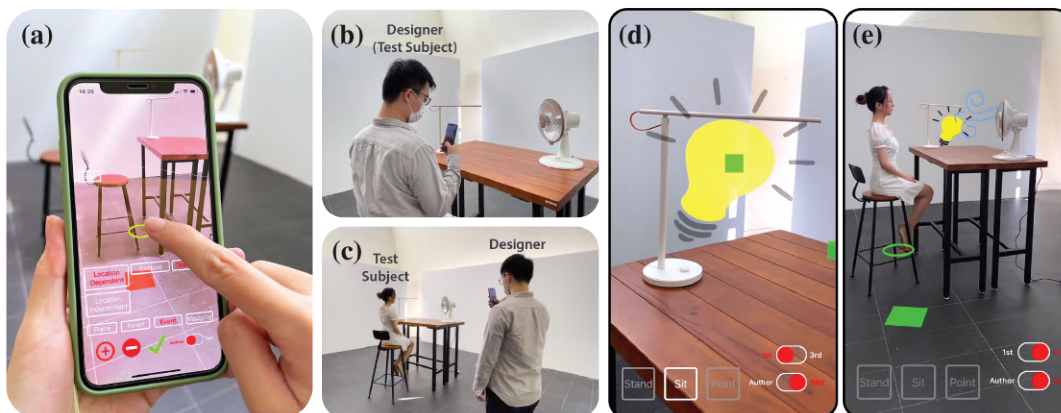 (a)
14:26
Location
Dependent
Location
Independent
Plane
Asset
Event
Author
(b)
Designer
(Test Subject)
(c)
Test
Subject
Designer
(d)
1st
3rd
Stand
Sit
Point
Author
Test
(e)
1st
Stand
Sit
Point
Author